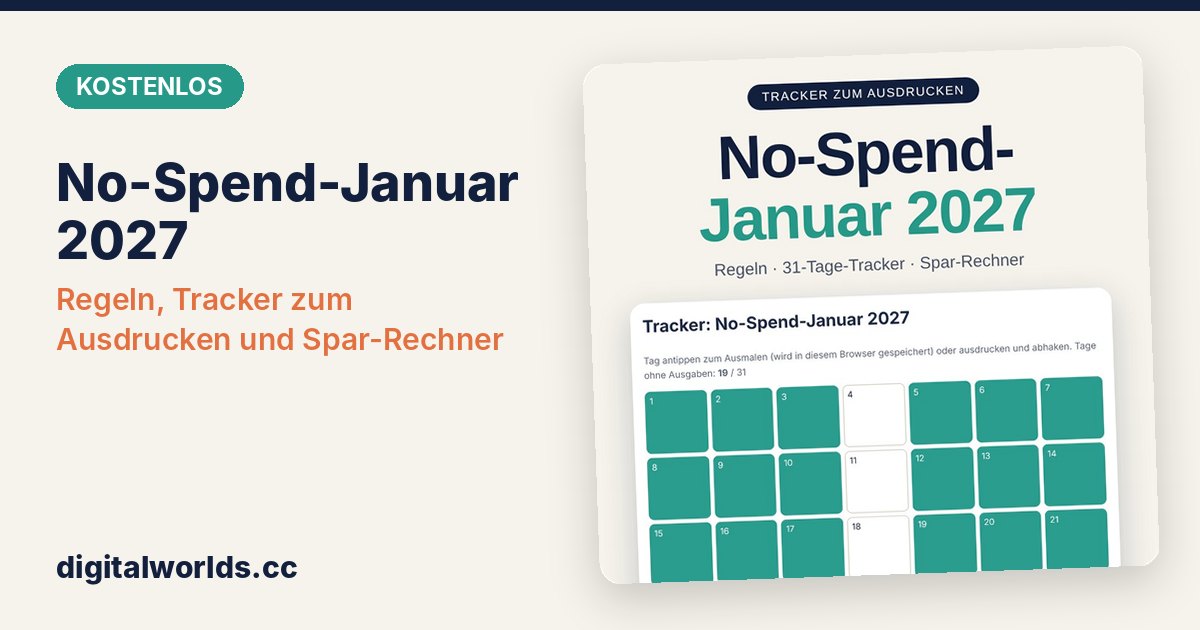 KOSTENLOS
No-Spend-Januar
2027
Regeln, Tracker zum
Ausdrucken und Spar-Rechner
digitalworlds.cc
TRACKER ZUM AUSDRUCKEN
No-Spend-
Januar 2027
Regeln · 31-Tage-Tracker · Spar-Rechner
Tracker: No-Spend-Januar 2027
Tag antippen zum Ausmalen (wird in diesem Browser gespeichert) oder ausdrucken und abhaken. Tage
ohne Ausgaben: 19 / 31
1 2 3 4 5 6 7
8 9 10 11 12 13 14
15 16 17 18 19 20 21